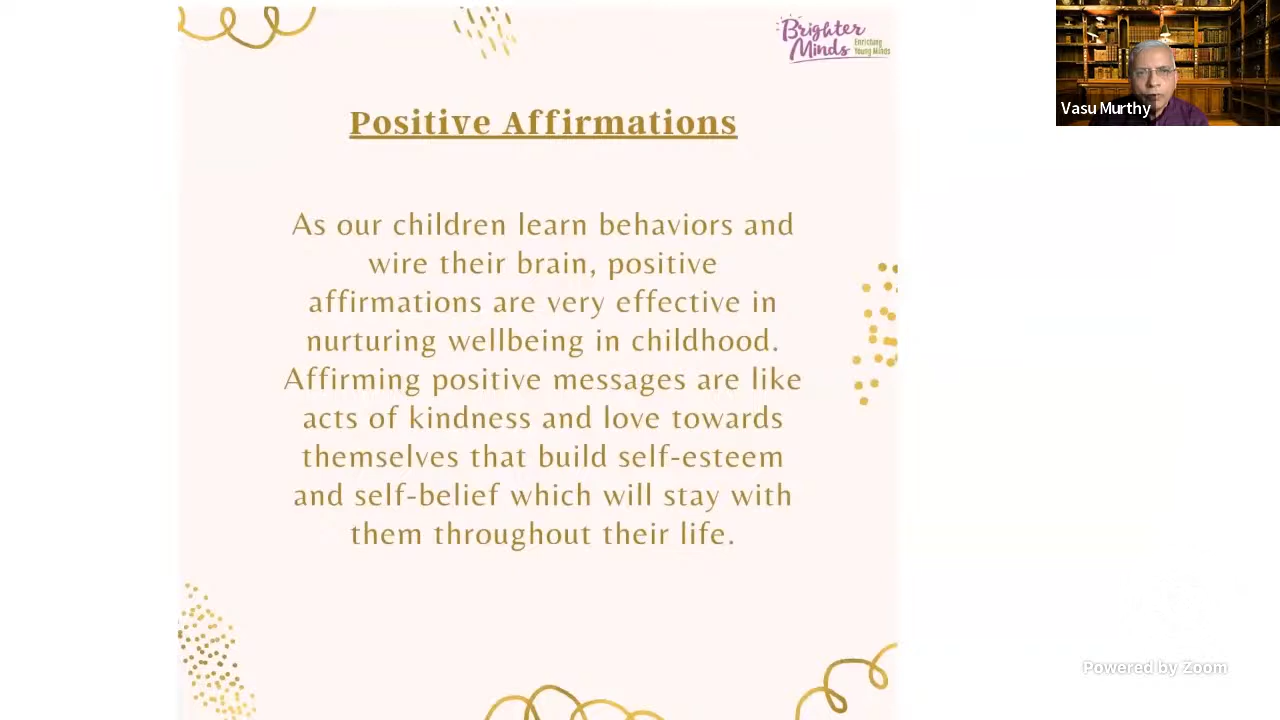 Brighter
Minds
Enriching
Young Minds
Vasu Murthy
Positive Affirmations
As our children learn behaviors and
wire their brain, positive
affirmations are very effective in
nurturing wellbeing in childhood.
Affirming positive messages are like
acts of kindness and love towards
themselves that build self-esteem
and self-belief which will stay with
them throughout their life.
Powered by Zoom